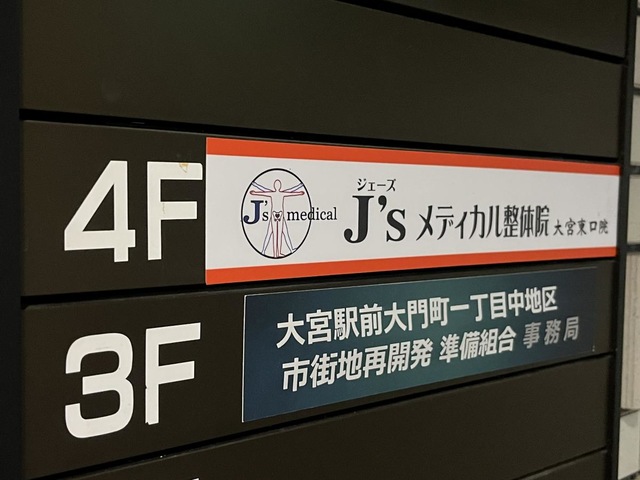 4F
J's medical
ジェーズ
J's メディカル整体院 大宮東口院
3F
大宮駅前大門町一丁目中地区
市街地再開発 準備組合 事務局